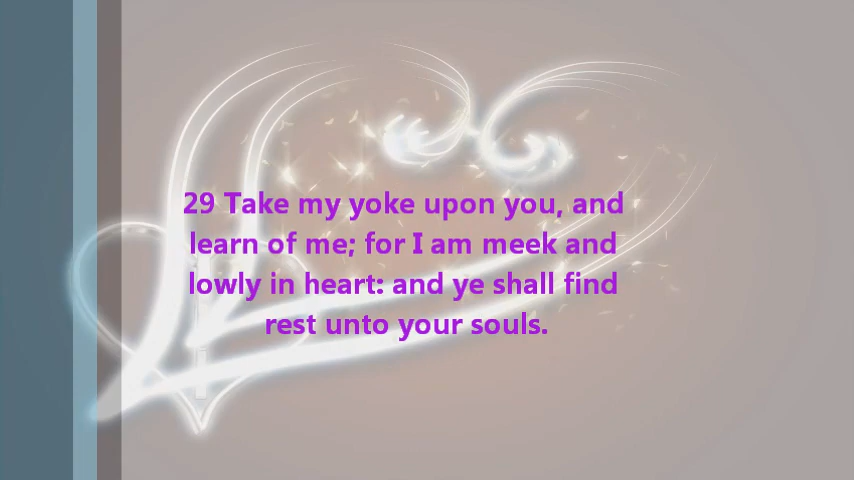 29 Take my yoke upon you, and
learn of me; for I am meek and
lowly in heart: and ye shall find
rest unto your souls.